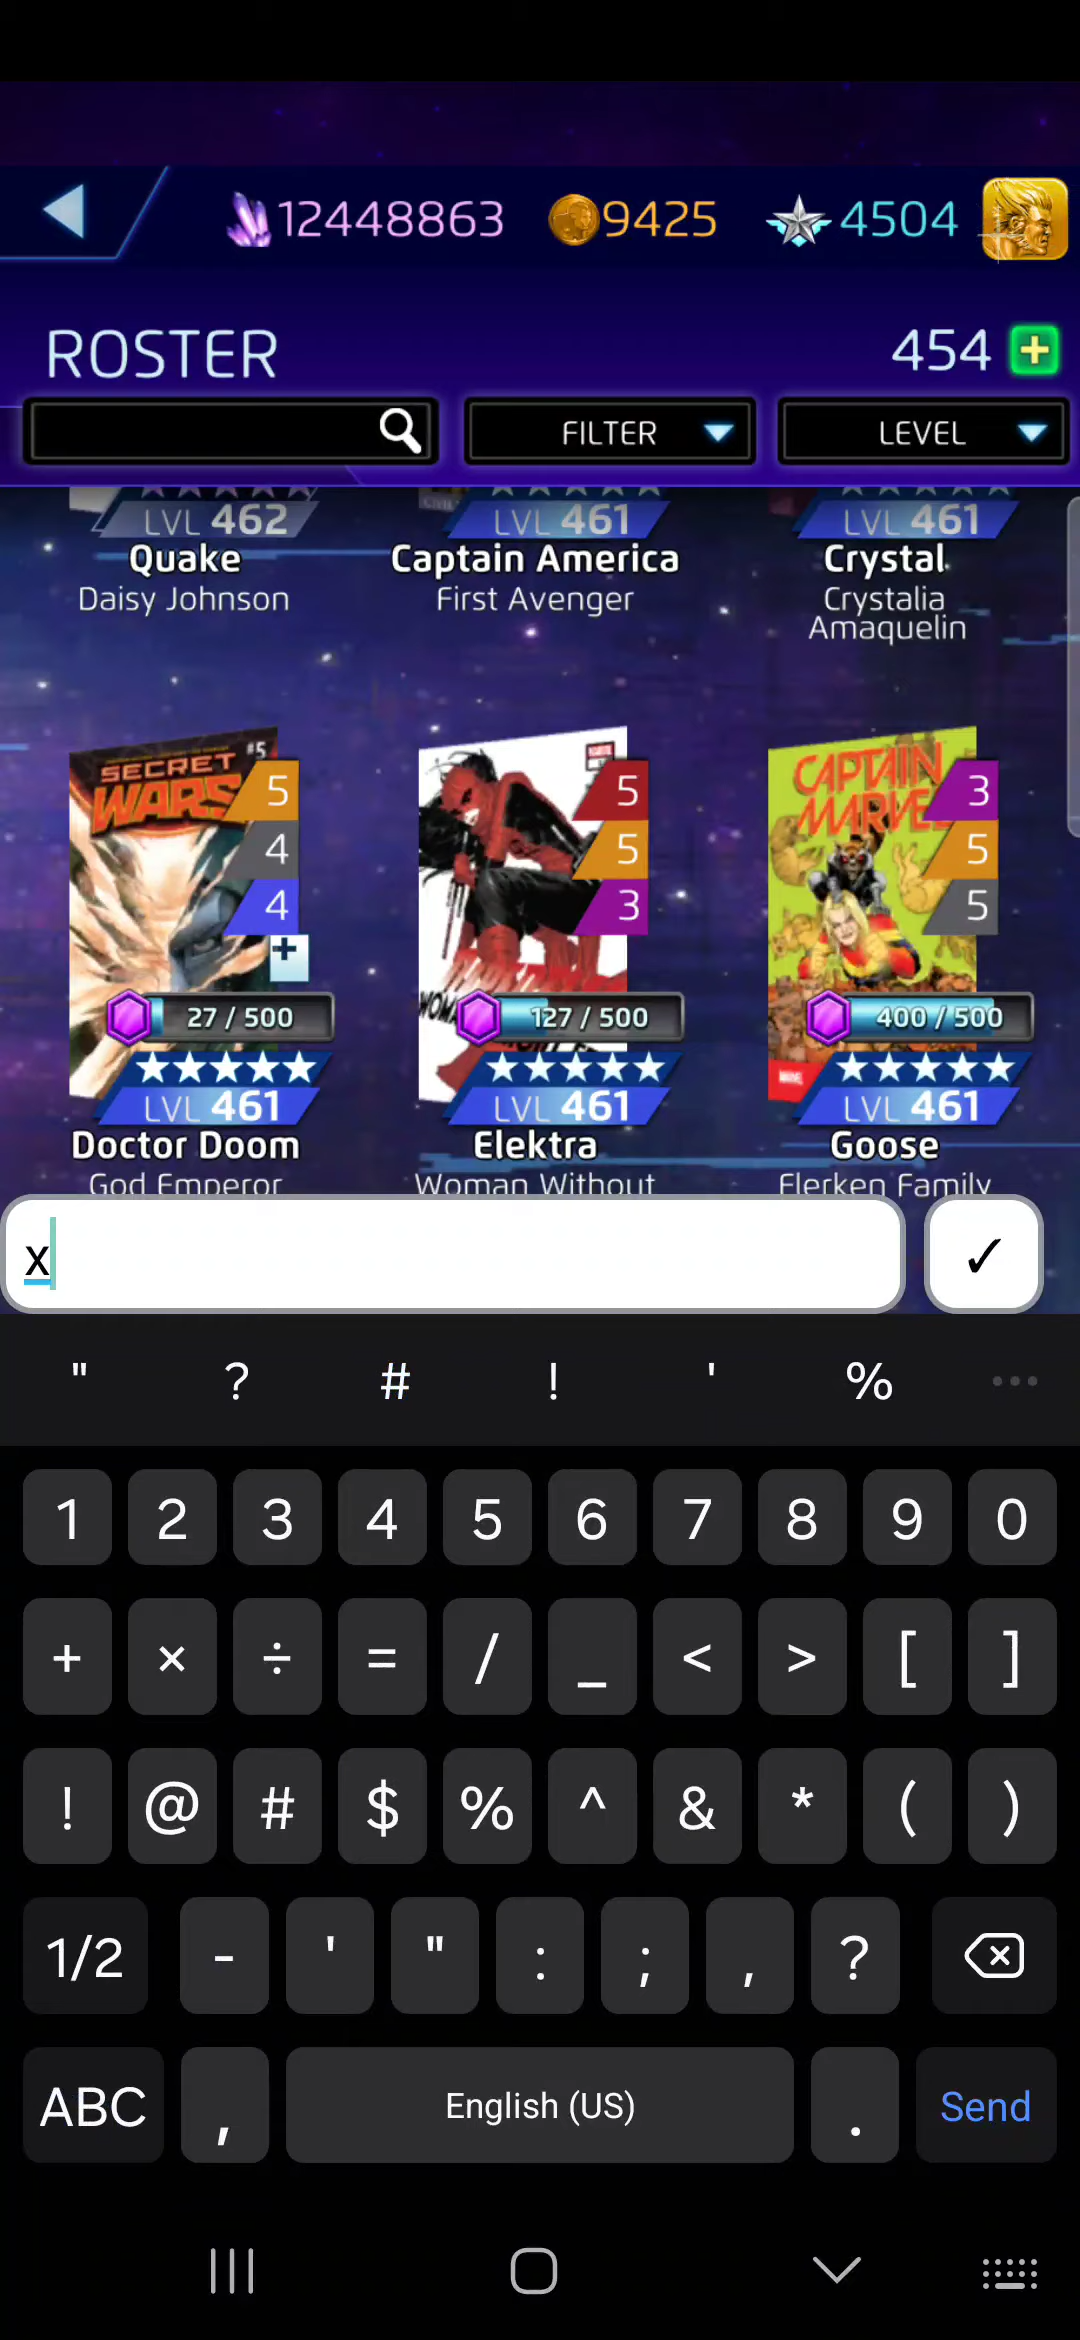 12448863 9425 4504
ROSTER 454 +
FILTER LEVEL
LVL 462 LVL 461 LVL 461
Quake Captain America Crystal
Daisy Johnson First Avenger Crystalia
Amaquelin
#5
SECRET
WARS
5 4 4
27 / 500
LVL 461
Doctor Doom
God Emperor
5 5 3
127 / 500
LVL 461
Elektra
Woman Without
CAPTAIN
MARVEL
3 5 5
400 / 500
LVL 461
Goose
Flerken Family
x ✓
" ? # ! ' % ...
1 2 3 4 5 6 7 8 9 0
+ × ÷ = / _ < > [ ]
! @ # $ % ^ & * ( )
1/2 - ' " : ; , ?
ABC , English (US) . Send